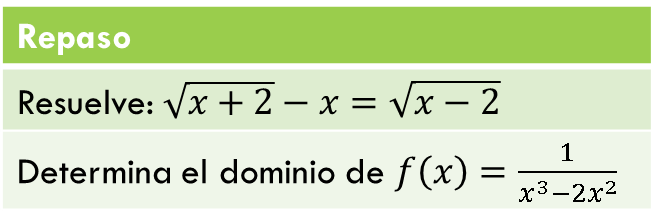 Repaso
Resuelve: √(x + 2) − x = √(x − 2)
Determina el dominio de f(x) = 1/(x³−2x²)